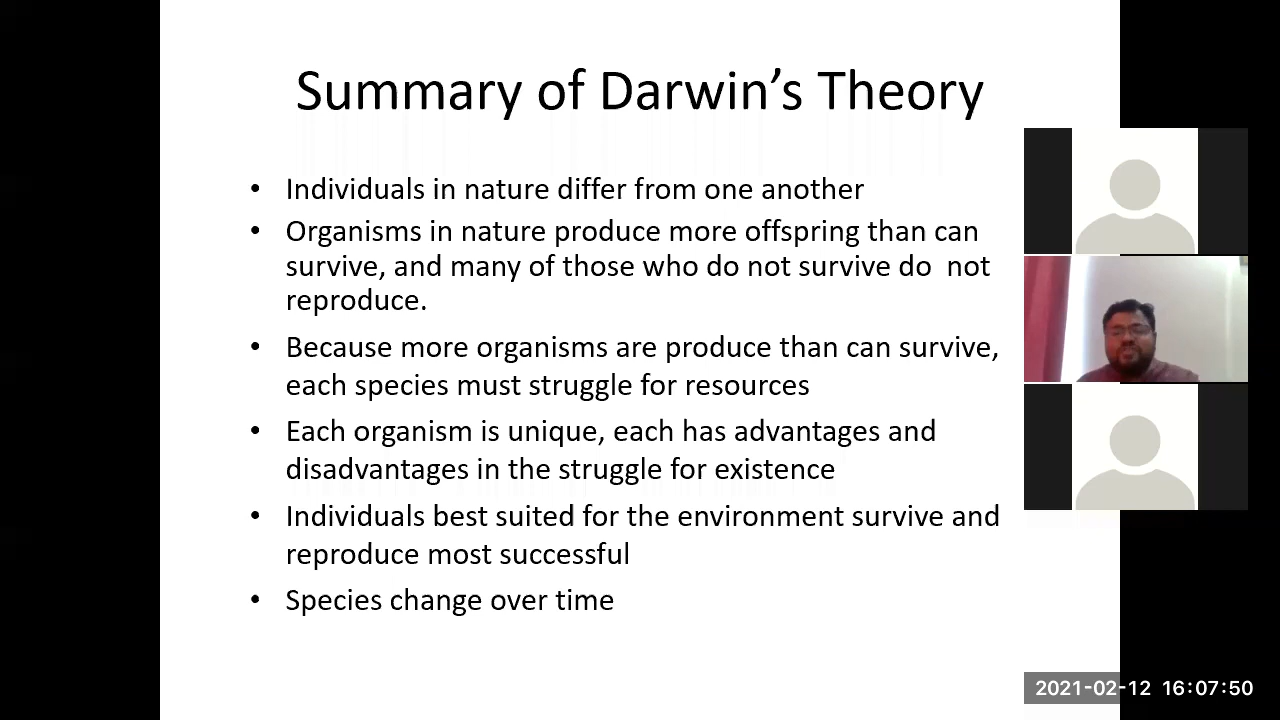 Summary of Darwin’s Theory
• Individuals in nature differ from one another
• Organisms in nature produce more offspring than can
survive, and many of those who do not survive do  not
reproduce.
• Because more organisms are produce than can survive,
each species must struggle for resources
• Each organism is unique, each has advantages and
disadvantages in the struggle for existence
• Individuals best suited for the environment survive and
reproduce most successful
• Species change over time
2021-02-12 16:07:50